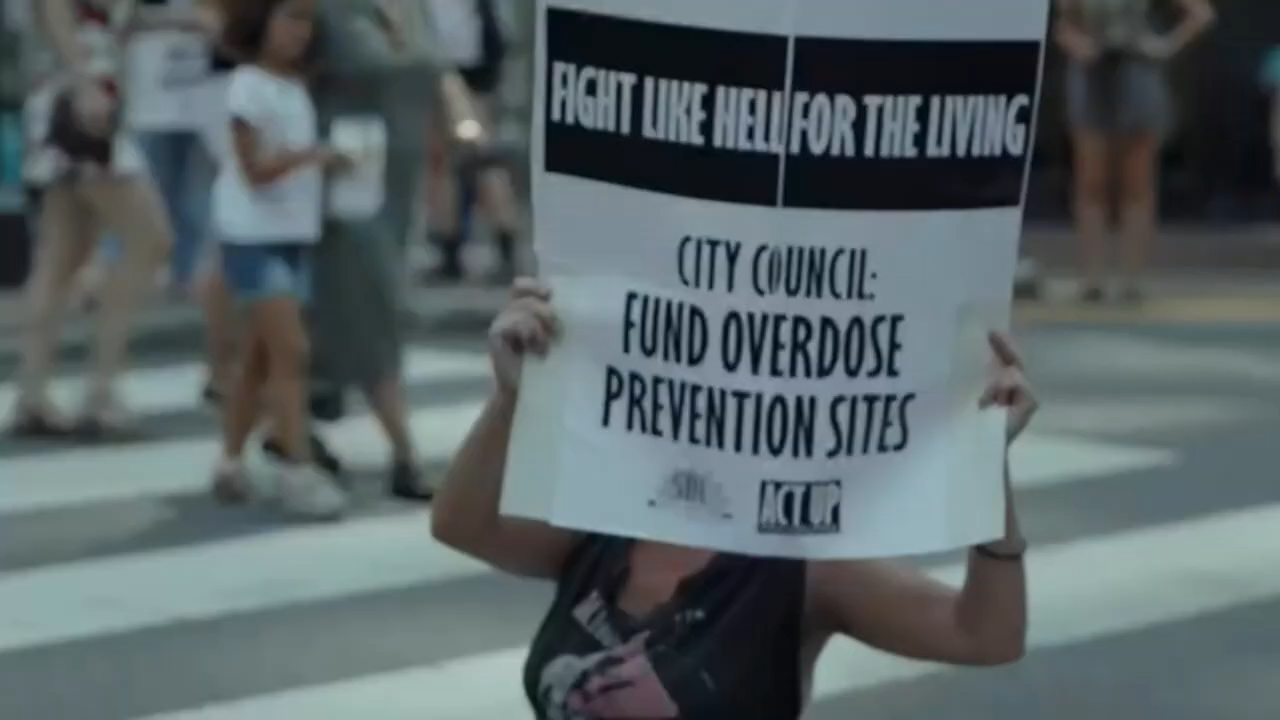 FIGHT LIKE HELL FOR THE LIVING
CITY COUNCIL:
FUND OVERDOSE
PREVENTION SITES
ACT UP